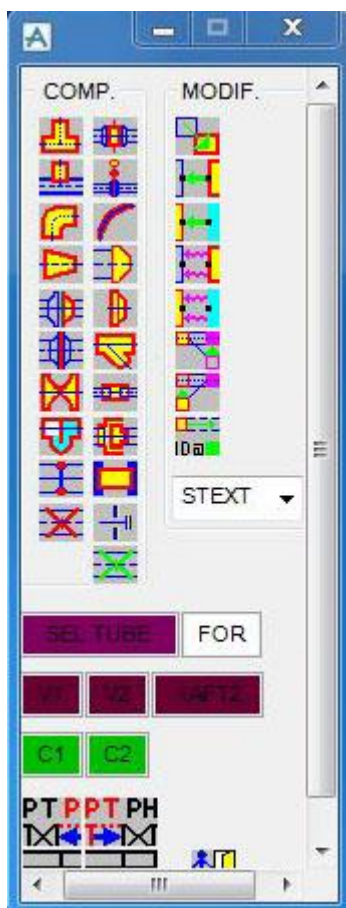 COMP. MODIF.
ID@
STEXT
SEL TUBE FOR
V1 V2
C1 C2
PT P PT PH